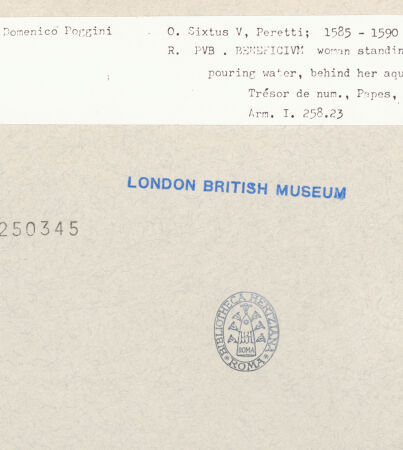 Domenico Poggini
O. Sixtus V, Peretti; 1585 - 1590
R. PVB . BENEFICIVM woman standin
pouring water, behind her aqu
Trésor de num., Papes,
Arm. I. 258.23
LONDON BRITISH MUSEUM
250345
BIBLIOTHECA HERTZIANA
ROMA
ROMA